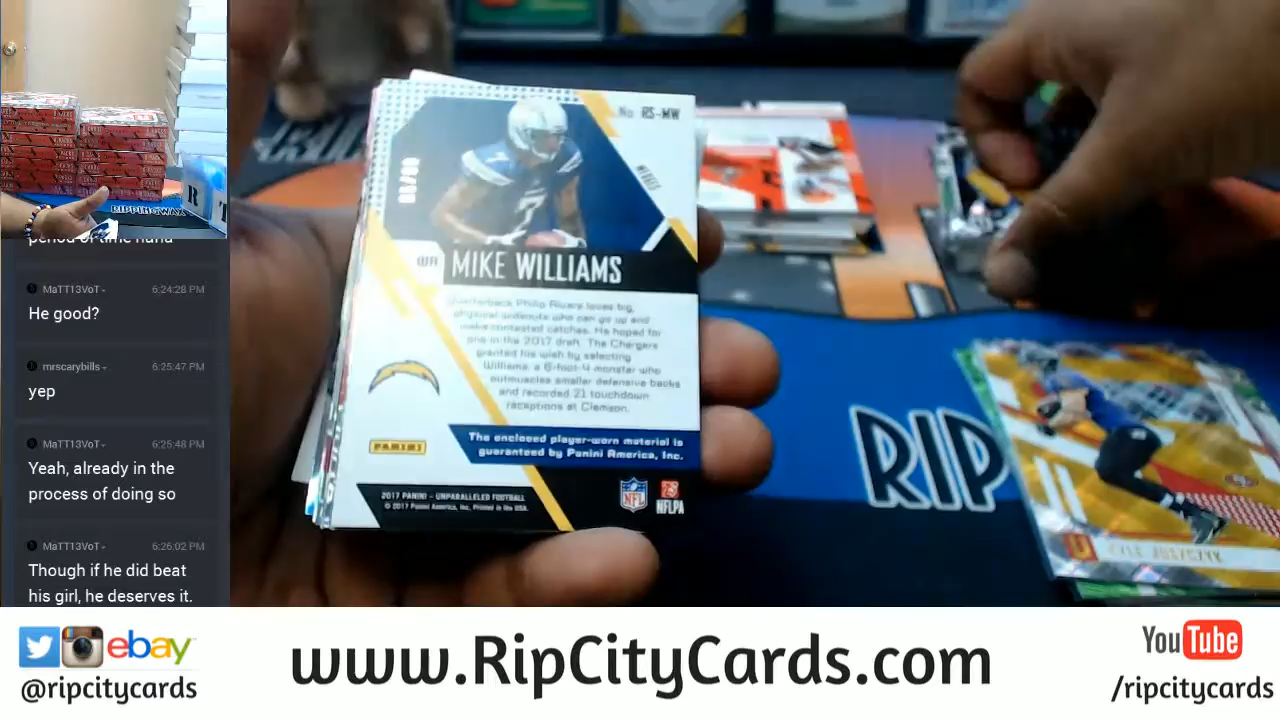 RIPPINGWAX
period of time haha
MaTT13VoT- 6:24:28 PM
He good?
mrscarybills- 6:25:47 PM
yep
MaTT13VoT- 6:25:48 PM
Yeah, already in the
process of doing so
MaTT13VoT- 6:26:02 PM
Though if he did beat
his girl, he deserves it.
No. RS-MW
WR MIKE WILLIAMS
Quarterback Philip Rivers loves big,
physical wideouts who can go up and
make contested catches. He hoped for
one in the 2017 draft. The Chargers
granted his wish by selecting
Williams, a 6-foot-4 monster who
outmuscles smaller defensive backs
and recorded 21 touchdown
receptions at Clemson.
The enclosed player-worn material is
guaranteed by Panini America, Inc.
PANINI
2017 PANINI - UNPARALLELED FOOTBALL
© 2017 Panini America, Inc. Printed in the USA.
NFL
NFLPA
RIP
KYLE JUSZCZYK
ebay
@ripcitycards
www.RipCityCards.com
YouTube
/ripcitycards